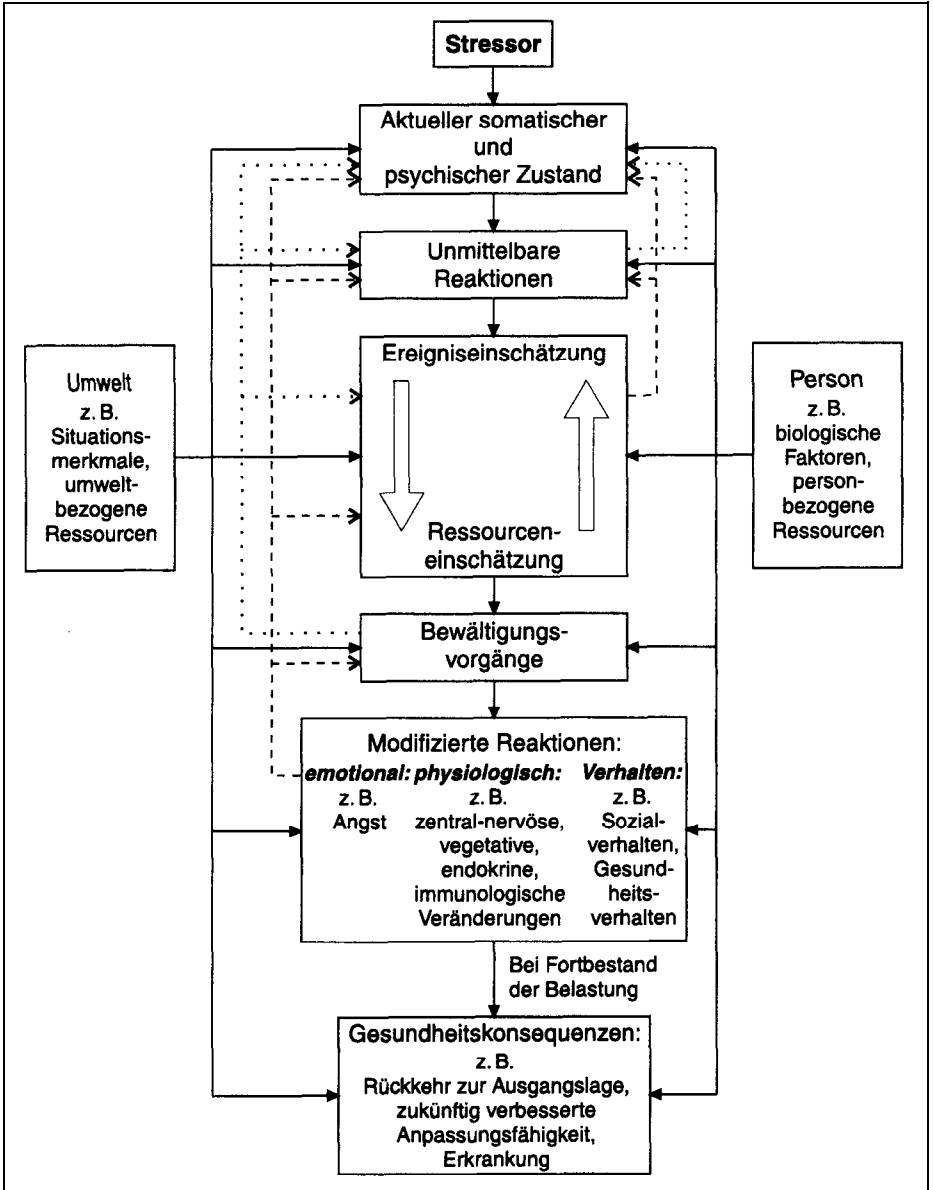 Stressor
Aktueller somatischer
und
psychischer Zustand
Unmittelbare
Reaktionen
Ereigniseinschätzung
Ressourcen-
einschätzung
Umwelt
z. B.
Situations-
merkmale,
umwelt-
bezogene
Ressourcen
Person
z. B.
biologische
Faktoren,
person-
bezogene
Ressourcen
Bewältigungs-
vorgänge
Modifizierte Reaktionen:
emotional:
z. B.
Angst
physiologisch:
z. B.
zentral-nervöse,
vegetative,
endokrine,
immunologische
Veränderungen
Verhalten:
z. B.
Sozial-
verhalten,
Gesund-
heits-
verhalten
Bei Fortbestand
der Belastung
Gesundheitskonsequenzen:
z. B.
Rückkehr zur Ausgangslage,
zukünftig verbesserte
Anpassungsfähigkeit,
Erkrankung